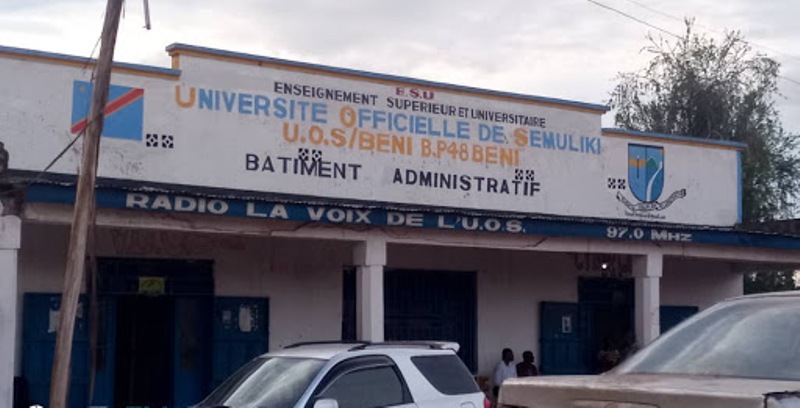 E.S.U
ENSEIGNEMENT SUPERIEUR ET UNIVERSITAIRE
UNIVERSITE OFFICIELLE DE SEMULIKI
U.O.S/BENI B.P 48 BENI
BATIMENT ADMINISTRATIF
RADIO LA VOIX DE L'U.O.S. 97.0 MHZ